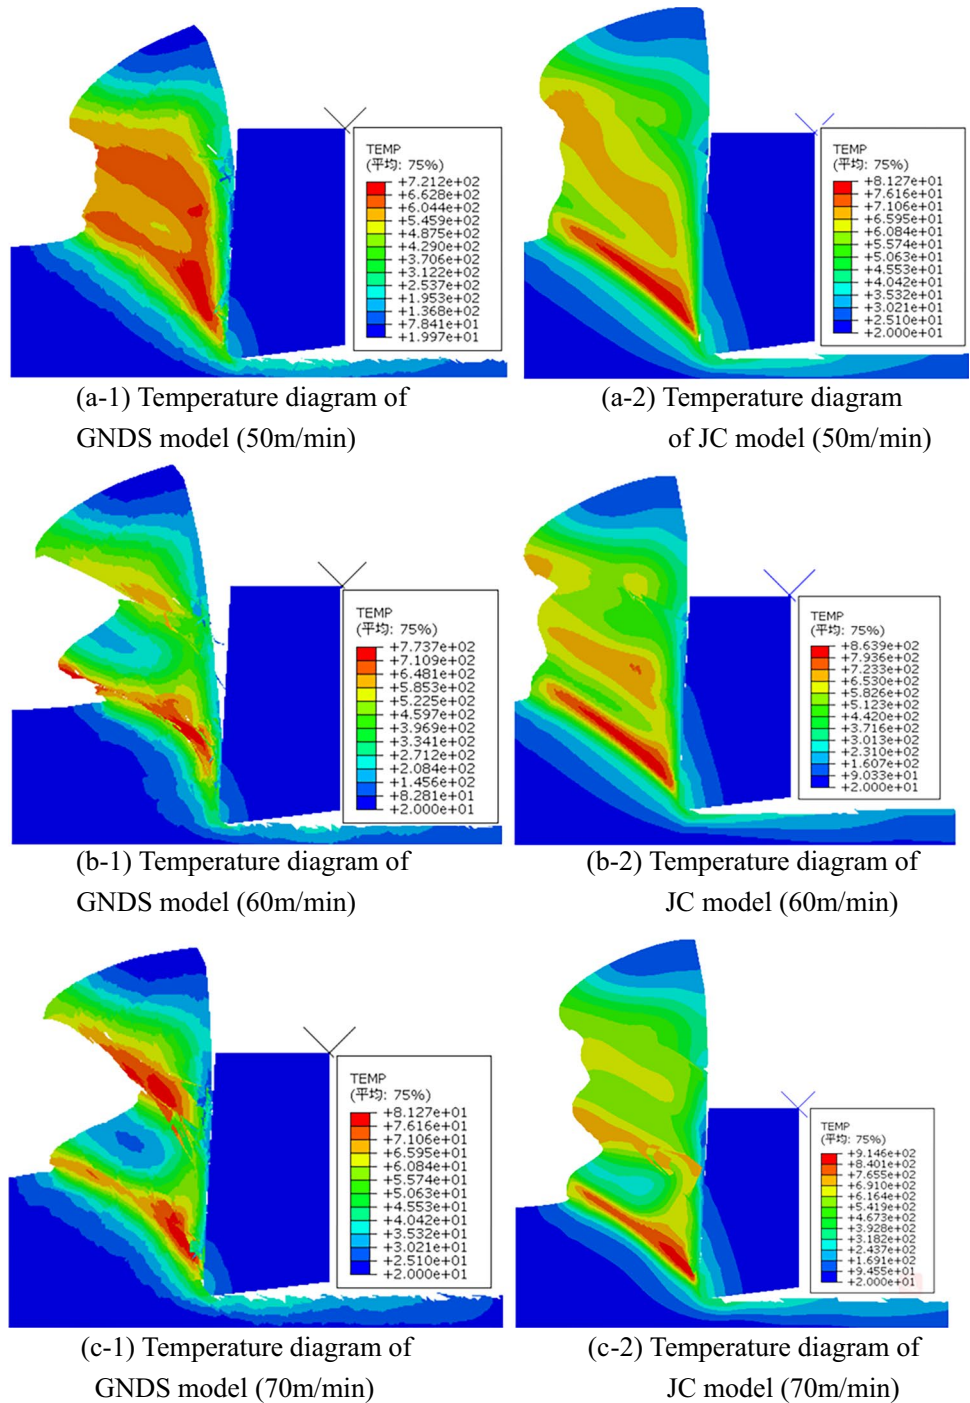 TEMP
(平均: 75%)
+7.212e+02
+6.628e+02
+6.044e+02
+5.459e+02
+4.875e+02
+4.290e+02
+3.706e+02
+3.122e+02
+2.537e+02
+1.953e+02
+1.368e+02
+7.841e+01
+1.997e+01
TEMP
(平均: 75%)
+8.127e+01
+7.616e+01
+7.106e+01
+6.595e+01
+6.084e+01
+5.574e+01
+5.063e+01
+4.553e+01
+4.042e+01
+3.532e+01
+3.021e+01
+2.510e+01
+2.000e+01
(a-1) Temperature diagram of
GNDS model (50m/min)
(a-2) Temperature diagram
of JC model (50m/min)
TEMP
(平均: 75%)
+7.737e+02
+7.109e+02
+6.481e+02
+5.853e+02
+5.225e+02
+4.597e+02
+3.969e+02
+3.341e+02
+2.712e+02
+2.084e+02
+1.456e+02
+8.281e+01
+2.000e+01
TEMP
(平均: 75%)
+8.639e+02
+7.936e+02
+7.233e+02
+6.530e+02
+5.826e+02
+5.123e+02
+4.420e+02
+3.716e+02
+3.013e+02
+2.310e+02
+1.607e+02
+9.033e+01
+2.000e+01
(b-1) Temperature diagram of
GNDS model (60m/min)
(b-2) Temperature diagram of
JC model (60m/min)
TEMP
(平均: 75%)
+8.127e+01
+7.616e+01
+7.106e+01
+6.595e+01
+6.084e+01
+5.574e+01
+5.063e+01
+4.553e+01
+4.042e+01
+3.532e+01
+3.021e+01
+2.510e+01
+2.000e+01
TEMP
(平均: 75%)
+9.146e+02
+8.401e+02
+7.655e+02
+6.910e+02
+6.164e+02
+5.419e+02
+4.673e+02
+3.928e+02
+3.182e+02
+2.437e+02
+1.691e+02
+9.455e+01
+2.000e+01
(c-1) Temperature diagram of
GNDS model (70m/min)
(c-2) Temperature diagram of
JC model (70m/min)